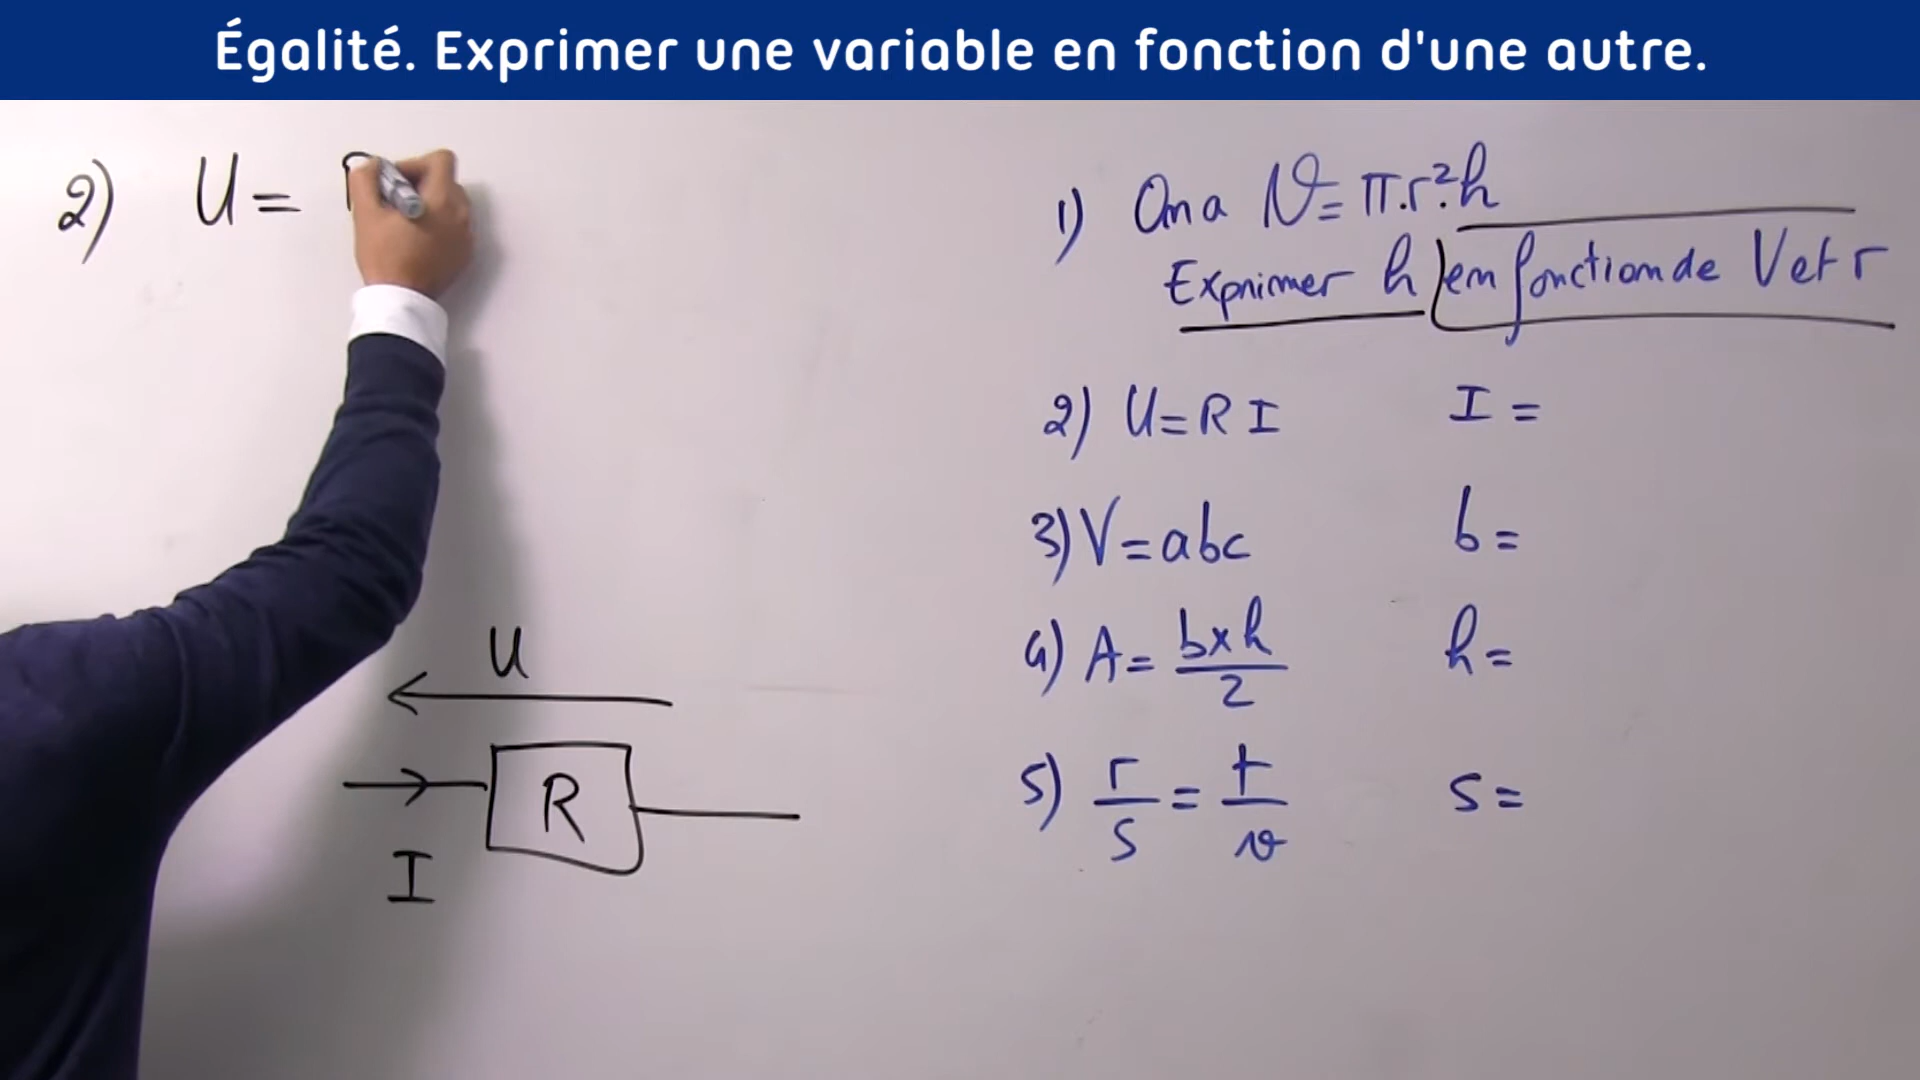 Égalité. Exprimer une variable en fonction d'une autre.
2) U =
U
R
I
1) On a V = π.r².h
Exprimer h en fonction de V et r
2) U = R I I =
3) V = abc b =
4) A = b×h/2 h =
5) r/s = t/v s =